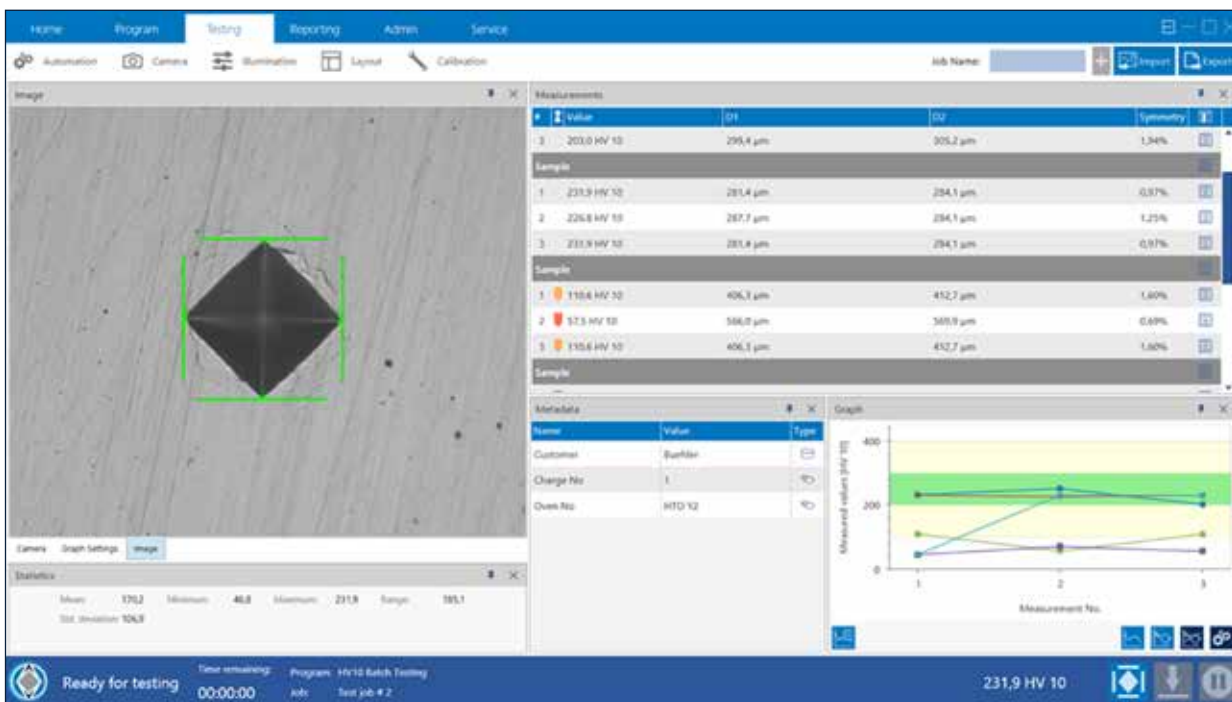 Home Program Testing Reporting Admin Service
Automation Camera Illumination Layout Calibration Job Name: Import Export
Image
Measurements
# Value D1 D2 Symmetry
3 203,0 HV 10 299,4 µm 305,2 µm 1,94%
Sample
1 231,9 HV 10 281,4 µm 284,1 µm 0,97%
2 226,8 HV 10 287,7 µm 284,1 µm 1,25%
3 231,9 HV 10 281,4 µm 284,1 µm 0,97%
Sample
1 110,6 HV 10 406,3 µm 412,7 µm 1,60%
2 57,5 HV 10 566,0 µm 569,9 µm 0,69%
3 110,6 HV 10 406,3 µm 412,7 µm 1,60%
Sample
Metadata
Name Value Type
Customer Buehler
Charge No 1
Oven No. HTO 12
Graph
Measured values [HV 10]
400
200
0
1 2 3
Measurement No.
Camera Graph Settings Image
Statistics
Mean: 170,2 Minimum: 46,8 Maximum: 231,9 Range: 185,1
Std. deviation: 106,9
Ready for testing
Time remaining:
00:00:00
Program: HV10 Batch Testing
Job: Test job # 2
231,9 HV 10